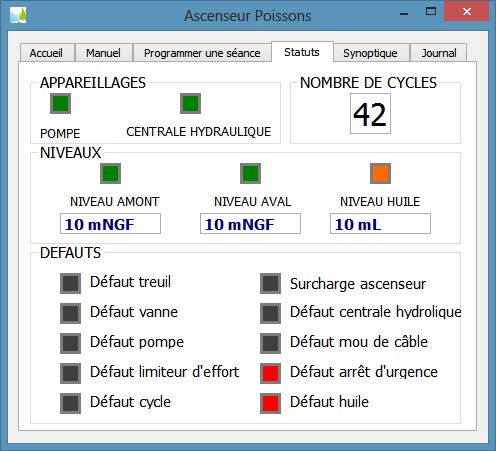 Ascenseur Poissons
Accueil Manuel Programmer une séance Statuts Synoptique Journal
APPAREILLAGES
POMPE
CENTRALE HYDRAULIQUE
NOMBRE DE CYCLES
42
NIVEAUX
NIVEAU AMONT NIVEAU AVAL NIVEAU HUILE
10 mNGF 10 mNGF 10 mL
DEFAUTS
Défaut treuil
Défaut vanne
Défaut pompe
Défaut limiteur d'effort
Défaut cycle
Surcharge ascenseur
Défaut centrale hydrolique
Défaut mou de câble
Défaut arrêt d'urgence
Défaut huile